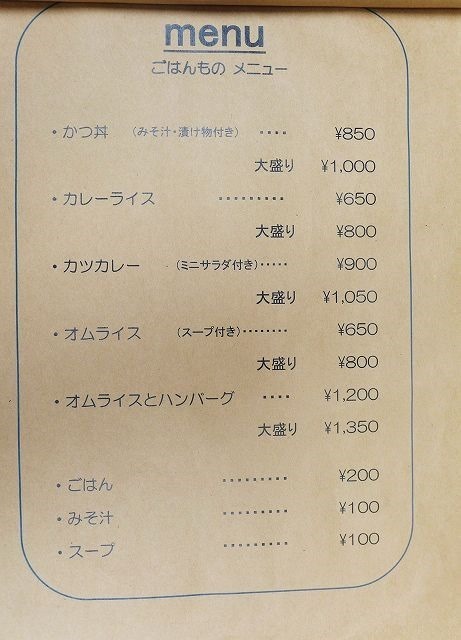 menu
ごはんもの メニュー
・かつ丼 (みそ汁・漬け物付き) ・・・・ ¥850
大盛り ¥1,000
・カレーライス ・・・・・・・・・ ¥650
大盛り ¥800
・カツカレー (ミニサラダ付き)・・・・・ ¥900
大盛り ¥1,050
・オムライス (スープ付き)・・・・・・・・ ¥650
大盛り ¥800
・オムライスとハンバーグ ・・・・ ¥1,200
大盛り ¥1,350
・ごはん ・・・・・・・・・ ¥200
・みそ汁 ・・・・・・・・・ ¥100
・スープ ・・・・・・・・・ ¥100